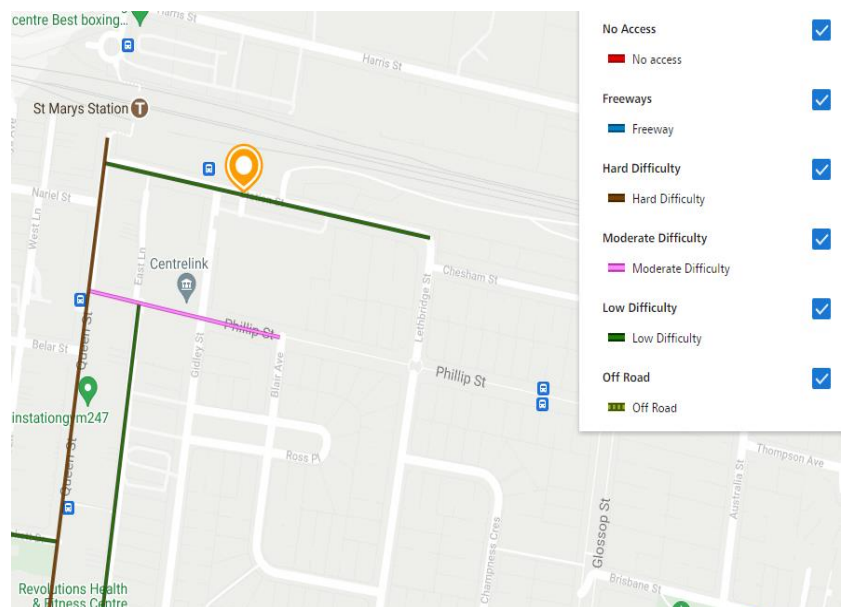 centre Best boxing...
Harris St
St Marys Station
T
Nariel St
West Ln
East Ln
Centrelink
Chesham St
Lethbridge St
Phillip St
Phillip St
Gidley St
Blair Ave
Belar St
Queen St
instationgym247
Queen St
Ross Pl
Champness Cres
Glossop St
Brisbane St
Thompson Ave
Australia St
Revolutions Health
& Fitness Centre
No Access
No access
Freeways
Freeway
Hard Difficulty
Hard Difficulty
Moderate Difficulty
Moderate Difficulty
Low Difficulty
Low Difficulty
Off Road
Off Road